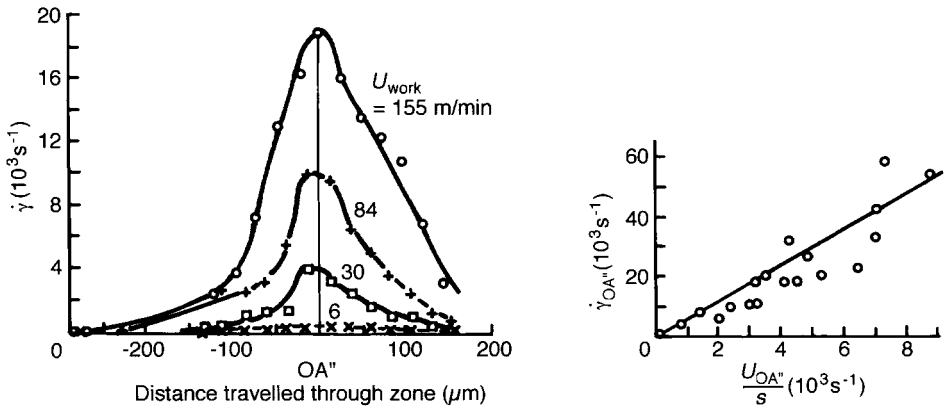 20
16
12
8
4
0
γ̇ (10³s⁻¹)
U_work
= 155 m/min
84
30
6
0 -200 -100 100 200
OA"
Distance travelled through zone (μm)
60
40
20
0
γ̇_OA" (10³s⁻¹)
2 4 6 8
U_OA"
s
(10³s⁻¹)